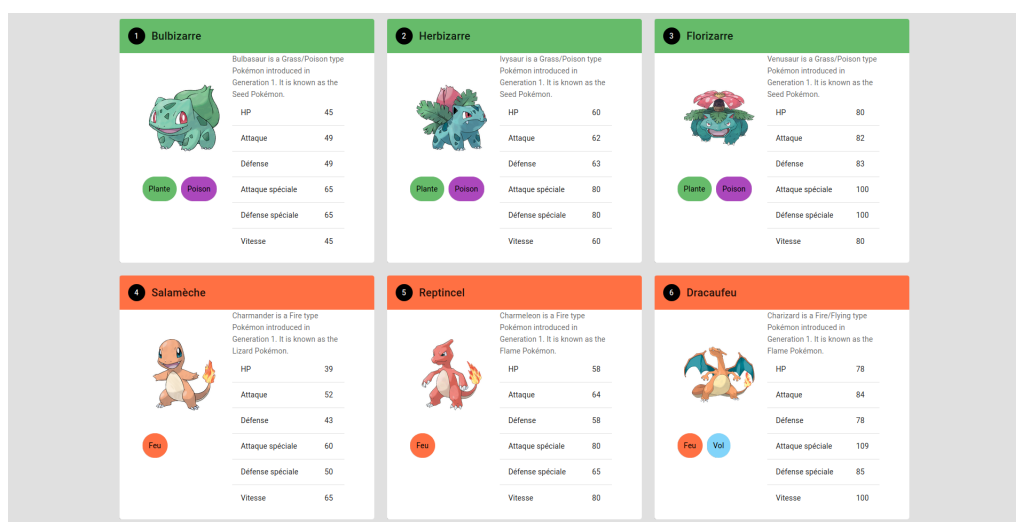 1 Bulbizarre
Bulbasaur is a Grass/Poison type
Pokémon introduced in
Generation 1. It is known as the
Seed Pokémon.
HP 45
Attaque 49
Défense 49
Attaque spéciale 65
Défense spéciale 65
Vitesse 45
Plante Poison
2 Herbizarre
Ivysaur is a Grass/Poison type
Pokémon introduced in
Generation 1. It is known as the
Seed Pokémon.
HP 60
Attaque 62
Défense 63
Attaque spéciale 80
Défense spéciale 80
Vitesse 60
Plante Poison
3 Florizarre
Venusaur is a Grass/Poison type
Pokémon introduced in
Generation 1. It is known as the
Seed Pokémon.
HP 80
Attaque 82
Défense 83
Attaque spéciale 100
Défense spéciale 100
Vitesse 80
Plante Poison
4 Salamèche
Charmander is a Fire type
Pokémon introduced in
Generation 1. It is known as the
Lizard Pokémon.
HP 39
Attaque 52
Défense 43
Attaque spéciale 60
Défense spéciale 50
Vitesse 65
Feu
5 Reptincel
Charmeleon is a Fire type
Pokémon introduced in
Generation 1. It is known as the
Flame Pokémon.
HP 58
Attaque 64
Défense 58
Attaque spéciale 80
Défense spéciale 65
Vitesse 80
Feu
6 Dracaufeu
Charizard is a Fire/Flying type
Pokémon introduced in
Generation 1. It is known as the
Flame Pokémon.
HP 78
Attaque 84
Défense 78
Attaque spéciale 109
Défense spéciale 85
Vitesse 100
Feu Vol